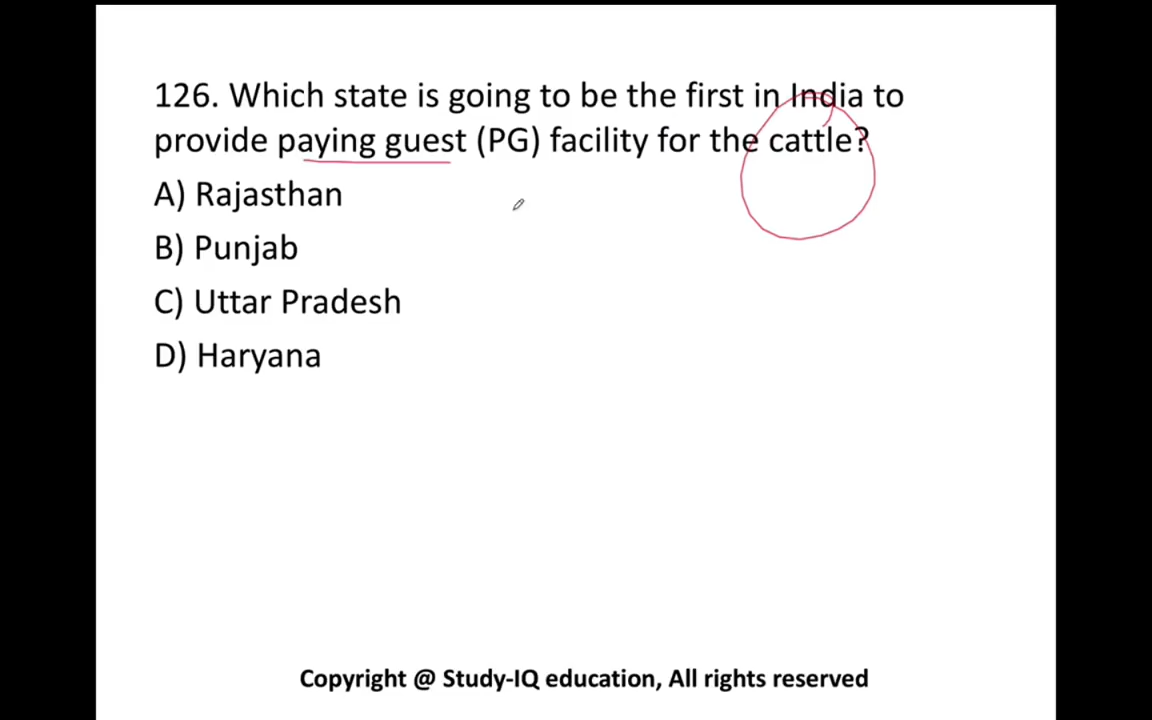 126. Which state is going to be the first in India to
provide paying guest (PG) facility for the cattle?
A) Rajasthan
B) Punjab
C) Uttar Pradesh
D) Haryana
Copyright @ Study-IQ education, All rights reserved